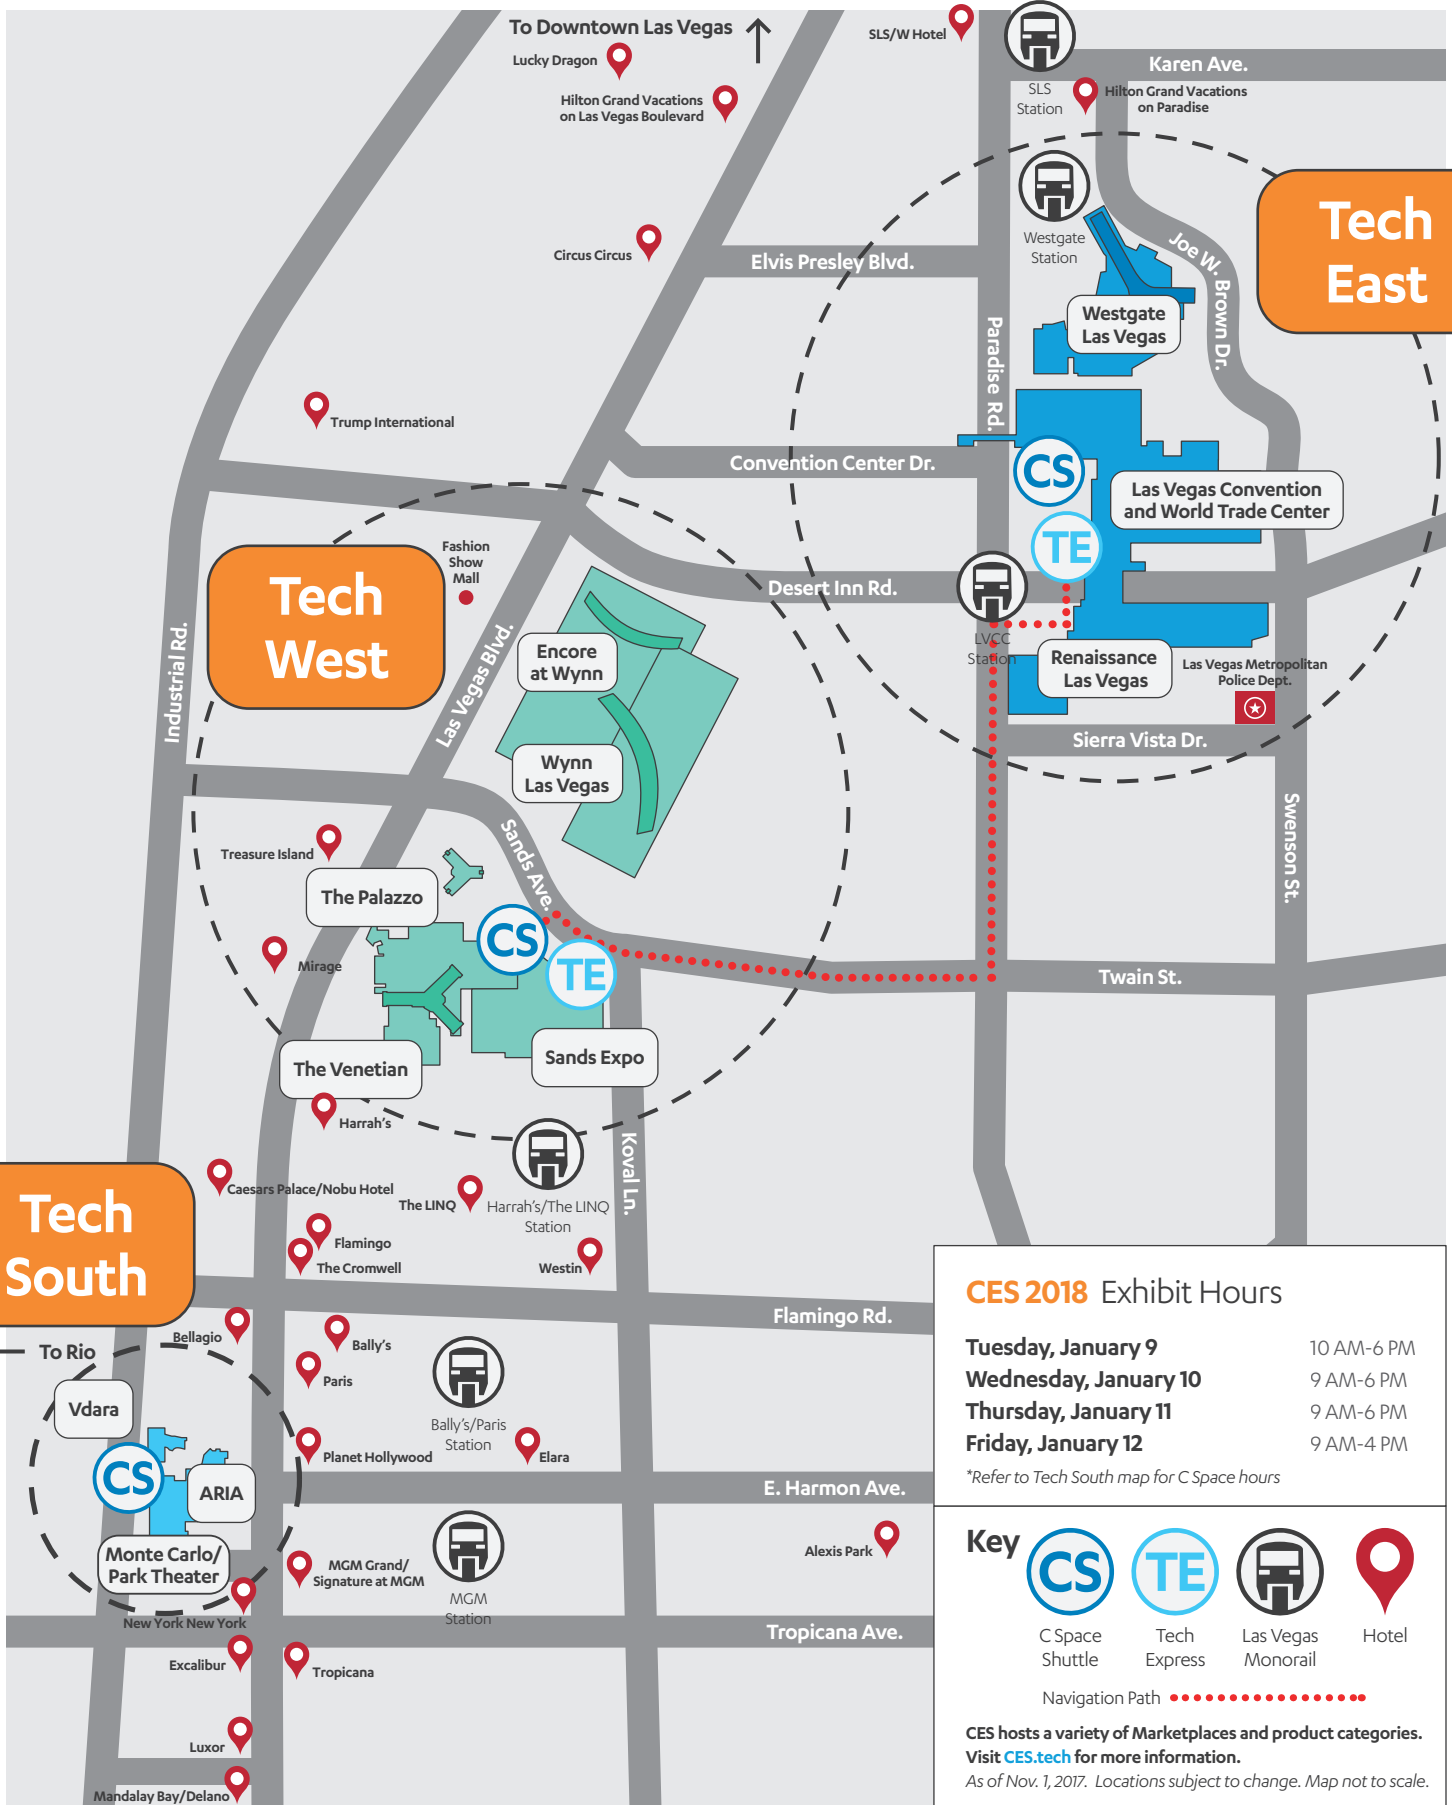 To Downtown Las Vegas
SLS/W Hotel
Lucky Dragon
Karen Ave.
Hilton Grand Vacations
on Las Vegas Boulevard
SLS
Station
Hilton Grand Vacations
on Paradise
Tech
East
Westgate
Station
Circus Circus
Elvis Presley Blvd.
Joe W. Brown Dr.
Westgate
Las Vegas
Paradise Rd.
Trump International
Convention Center Dr.
CS
Las Vegas Convention
and World Trade Center
TE
Fashion
Show
Mall
Tech
West
Desert Inn Rd.
LVCC
Station
Industrial Rd.
Las Vegas Blvd.
Encore
at Wynn
Renaissance
Las Vegas
Las Vegas Metropolitan
Police Dept.
Sierra Vista Dr.
Wynn
Las Vegas
Swenson St.
Sands Ave.
Treasure Island
The Palazzo
CS
TE
Mirage
Twain St.
Sands Expo
The Venetian
Harrah's
Koval Ln.
Caesars Palace/Nobu Hotel
The LINQ
Harrah's/The LINQ
Station
Tech
South
Flamingo
The Cromwell
Westin
Flamingo Rd.
Bellagio
Bally's
To Rio
Paris
Vdara
Bally's/Paris
Station
Planet Hollywood
Elara
CS
ARIA
E. Harmon Ave.
Monte Carlo/
Park Theater
MGM Grand/
Signature at MGM
Alexis Park
MGM
Station
New York New York
Tropicana Ave.
Excalibur
Tropicana
Luxor
Mandalay Bay/Delano
CES 2018 Exhibit Hours
Tuesday, January 9 10 AM-6 PM
Wednesday, January 10 9 AM-6 PM
Thursday, January 11 9 AM-6 PM
Friday, January 12 9 AM-4 PM
*Refer to Tech South map for C Space hours
Key
CS
TE
C Space
Shuttle
Tech
Express
Las Vegas
Monorail
Hotel
Navigation Path
CES hosts a variety of Marketplaces and product categories.
Visit CES.tech for more information.
As of Nov. 1, 2017. Locations subject to change. Map not to scale.